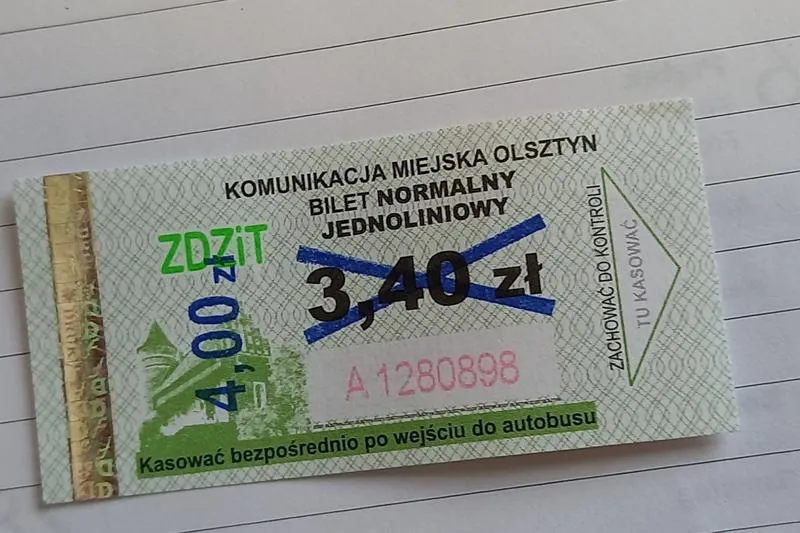 KOMUNIKACJA MIEJSKA OLSZTYN
BILET NORMALNY
JEDNOLINIOWY
ZDZiT
3,40 zł
4,00 zł
A 1280898
Kasować bezpośrednio po wejściu do autobusu
ZACHOWAĆ DO KONTROLI
TU KASOWAĆ